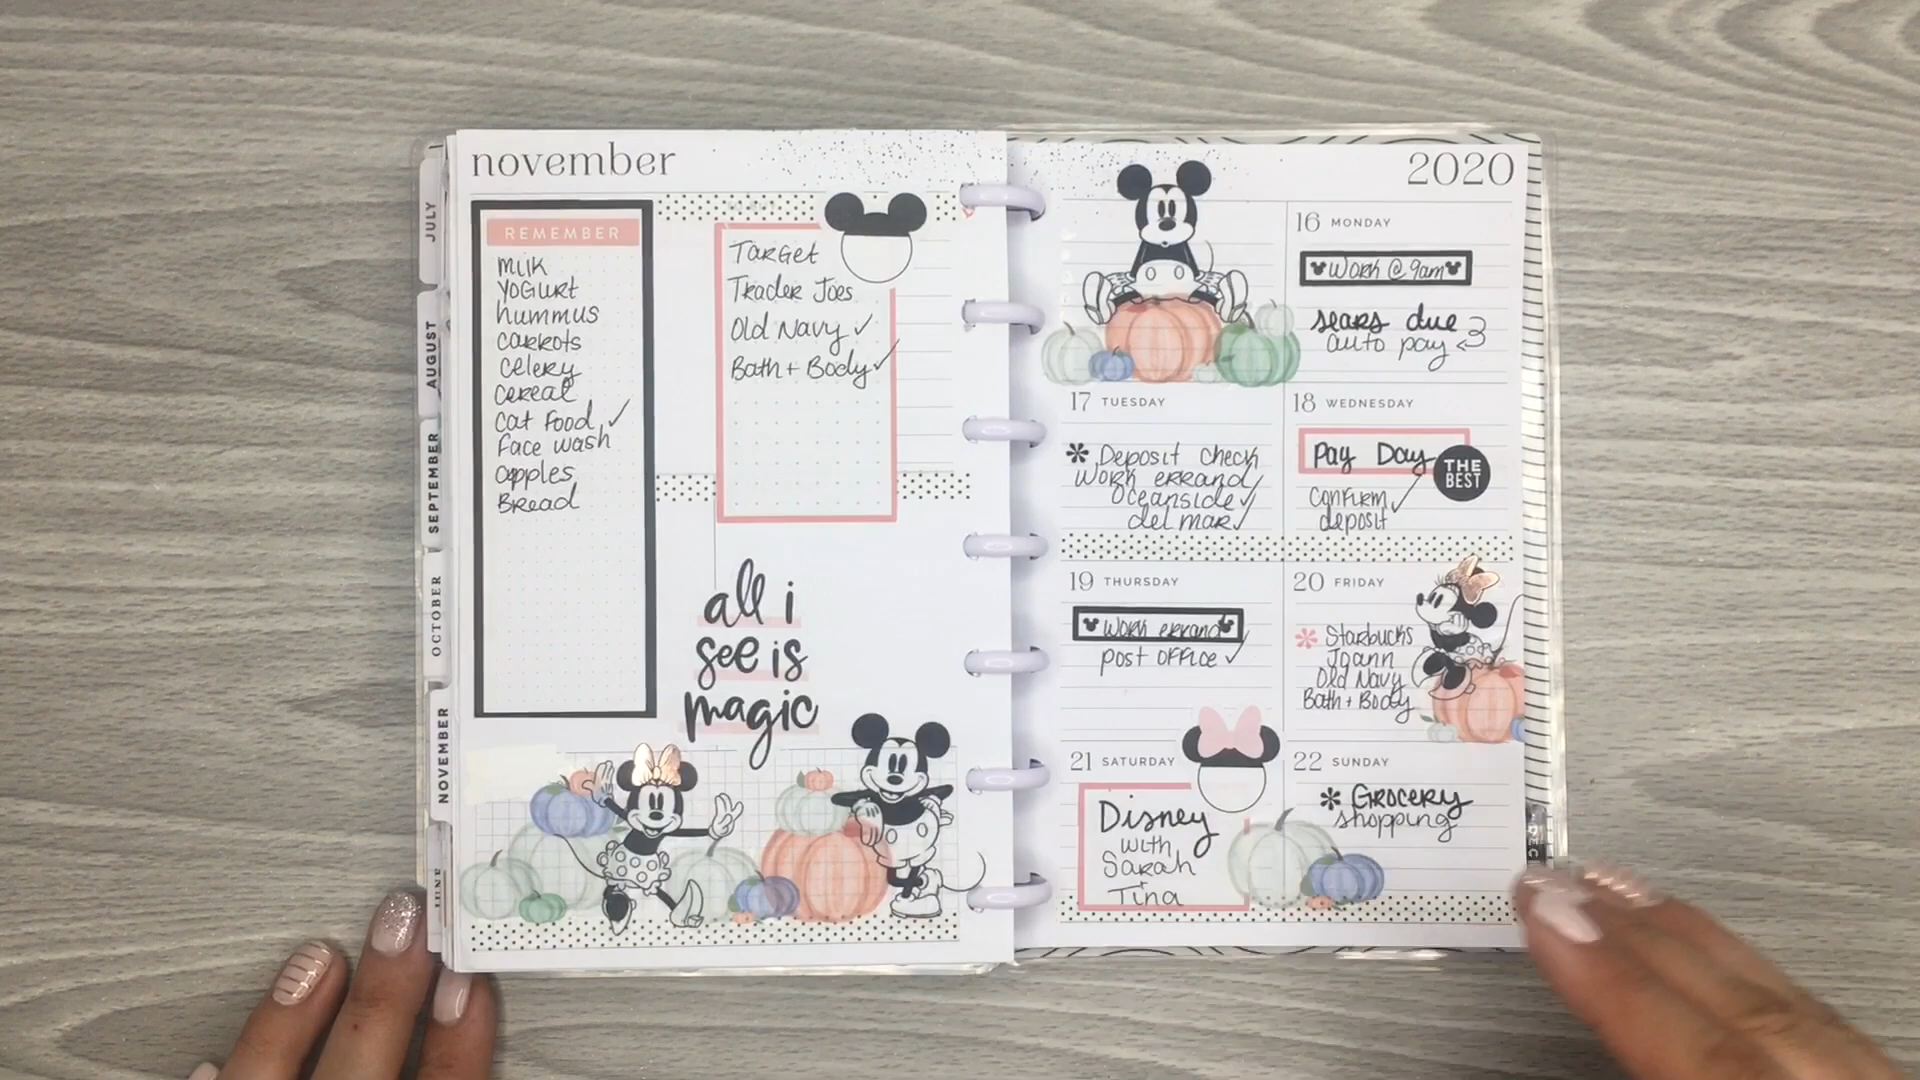 november
REMEMBER
milk
YOGURT
hummus
carrots
celery
cereal
cat food ✓
Face wash
apples
Bread
TARGET
Trader Joes
Old Navy ✓
Bath + Body ✓
all i
see is
magic
JULY
AUGUST
SEPTEMBER
OCTOBER
NOVEMBER
JUNE
2020
16 MONDAY
Work @ 9am
sears due
auto pay
17 TUESDAY
* Deposit check
work errand
Oceanside ✓
del mar ✓
18 WEDNESDAY
Pay Day
THE
BEST
confirm ✓
deposit
19 THURSDAY
work errand
post office ✓
20 FRIDAY
* Starbucks
Joann
Old Navy
Bath + Body
21 SATURDAY
Disney
with
Sarah
Tina
22 SUNDAY
* Grocery
shopping
DEC